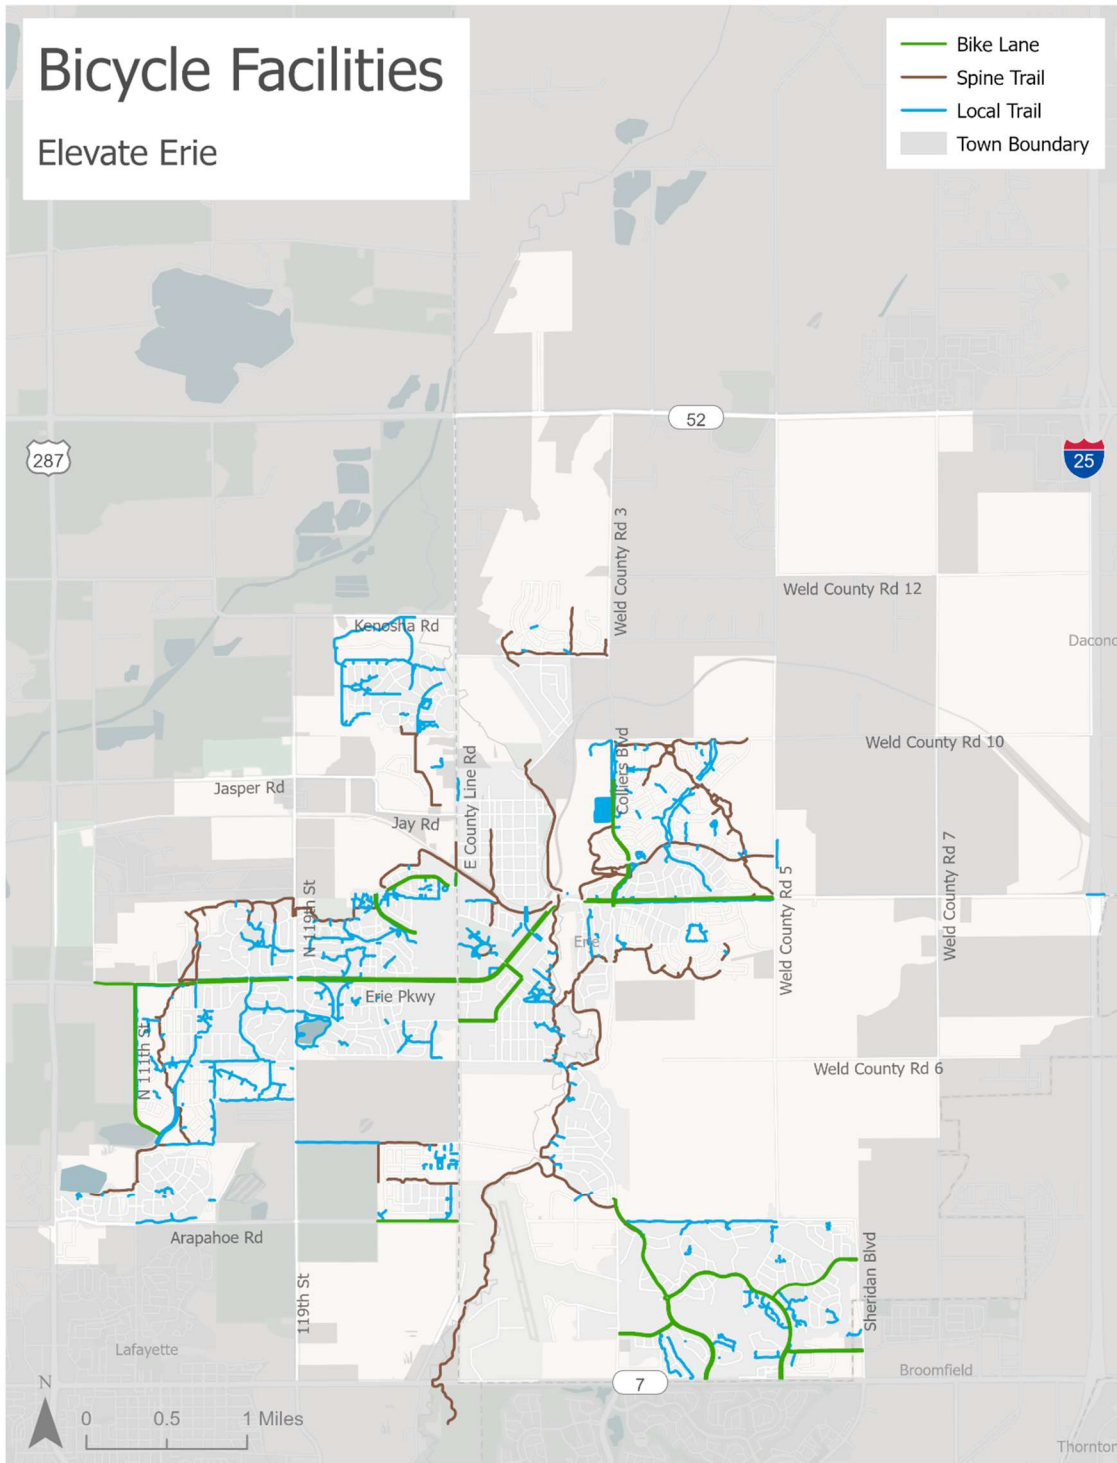 Bicycle Facilities
Elevate Erie
Bike Lane
Spine Trail
Local Trail
Town Boundary
52
287
25
Weld County Rd 3
Weld County Rd 12
Kenosha Rd
Dacono
Colliers Blvd
Weld County Rd 10
E County Line Rd
Jasper Rd
Jay Rd
Weld County Rd 7
N 119th St
Weld County Rd 5
Erie
Erie Pkwy
N 111th St
Weld County Rd 6
Arapahoe Rd
Sheridan Blvd
119th St
Lafayette
Broomfield
7
N
0 0.5 1 Miles
Thornton